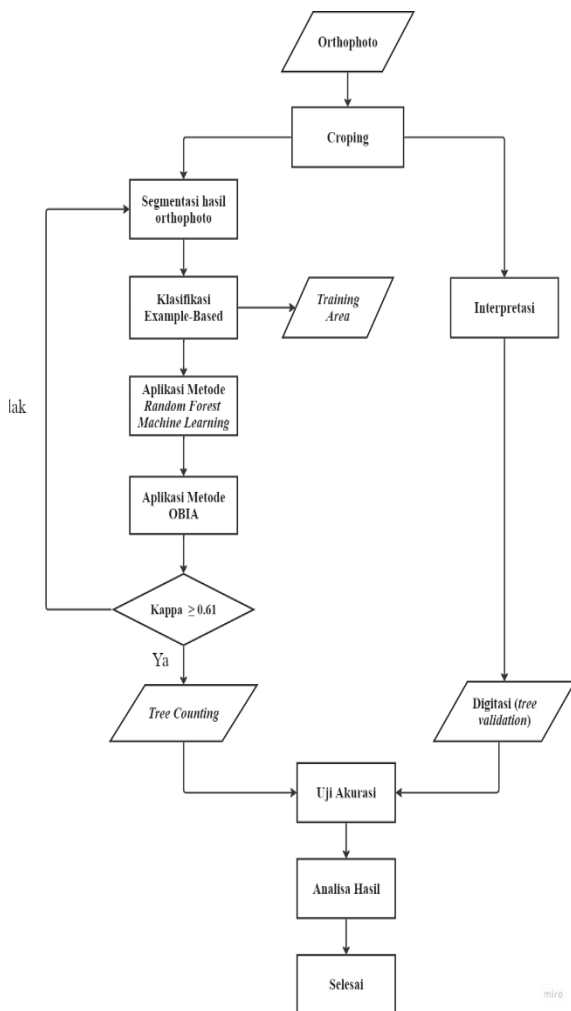 Orthophoto
Croping
Segmentasi hasil
orthophoto
Klasifikasi
Example-Based
Training
Area
Interpretasi
Aplikasi Metode
Random Forest
Machine Learning
Aplikasi Metode
OBIA
Kappa ≥ 0.61
Ya
Tree Counting
Digitasi (tree
validation)
Uji Akurasi
Analisa Hasil
Selesai
miro